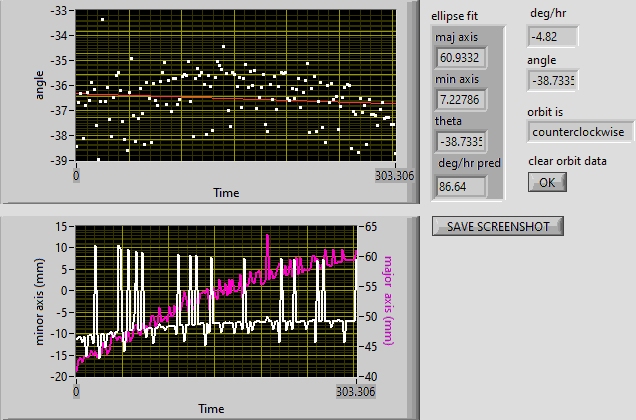 -33
-34
-35
-36
-37
-38
-39
angle
0
303.306
Time
ellipse fit
maj axis
60.9332
min axis
7.22786
theta
-38.7335
deg/hr pred
86.64
deg/hr
-4.82
angle
-38.7335
orbit is
counterclockwise
clear orbit data
OK
SAVE SCREENSHOT
15
10
5
0
-5
-10
-15
-20
minor axis (mm)
65
60
55
50
45
40
major axis (mm)
0
303.306
Time